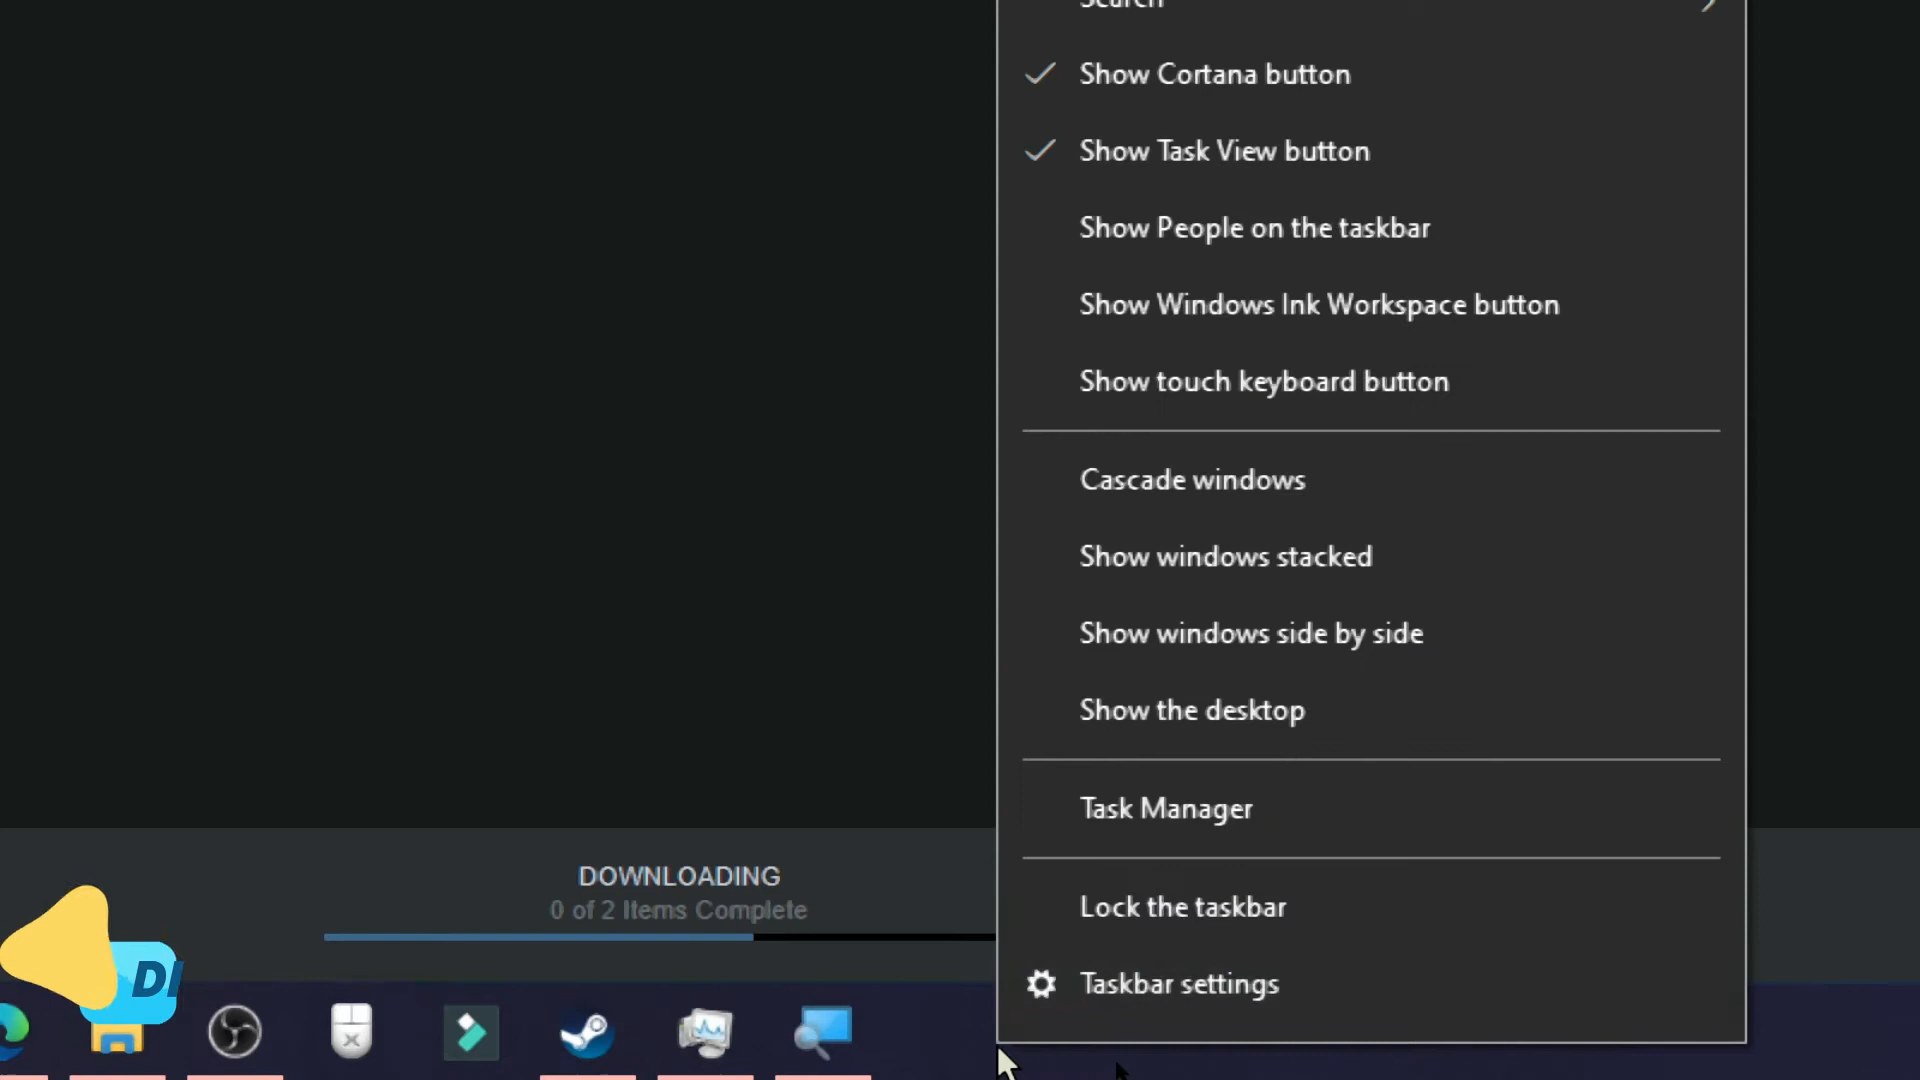 Search
Show Cortana button
Show Task View button
Show People on the taskbar
Show Windows Ink Workspace button
Show touch keyboard button
Cascade windows
Show windows stacked
Show windows side by side
Show the desktop
Task Manager
Lock the taskbar
Taskbar settings
DOWNLOADING
0 of 2 Items Complete
DI